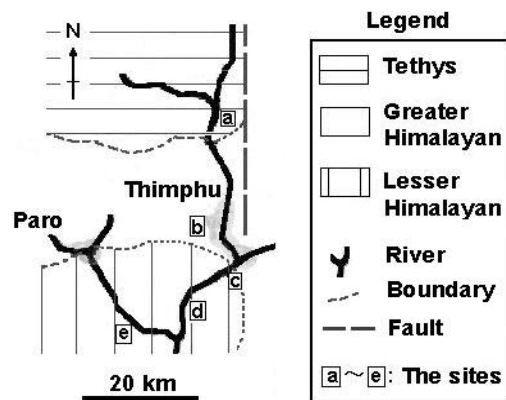 N
a
Thimphu
Paro
b
c
d
e
20 km
Legend
Tethys
Greater
Himalayan
Lesser
Himalayan
River
Boundary
Fault
a ~ e : The sites